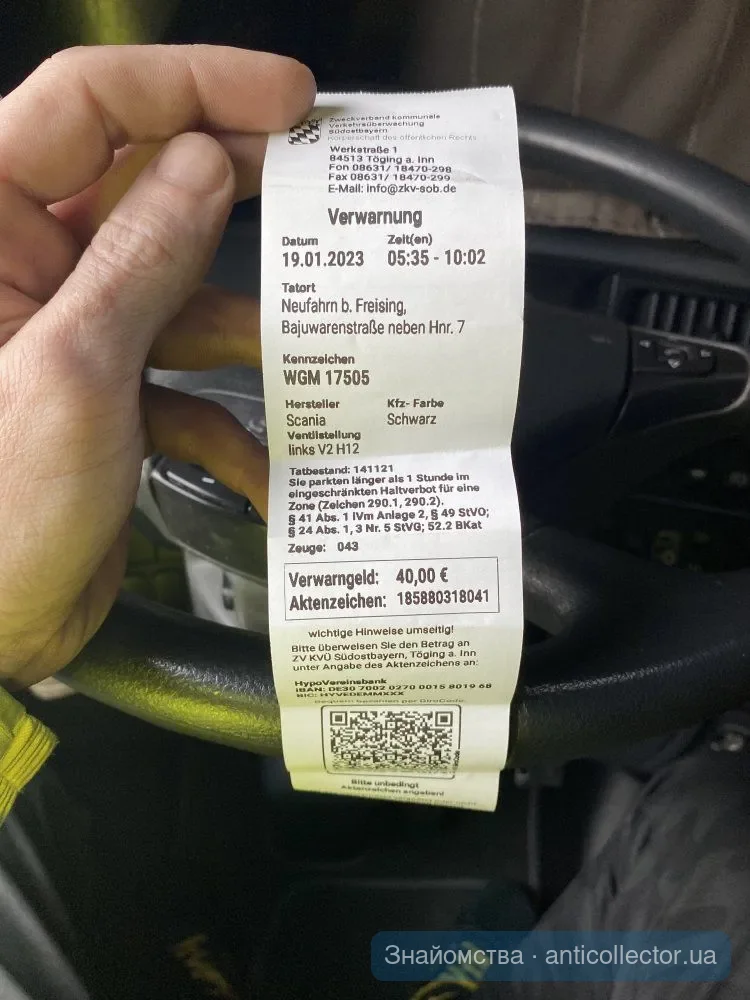 Zweckverband kommunale
Verkehrsüberwachung
Südostbayern
Körperschaft des öffentlichen Rechts
Werkstraße 1
84513 Töging a. Inn
Fon 08631/ 18470-298
Fax 08631/ 18470-299
E-Mail: info@zkv-sob.de
Verwarnung
Datum Zeit(en)
19.01.2023 05:35 - 10:02
Tatort
Neufahrn b. Freising,
Bajuwarenstraße neben Hnr. 7
Kennzeichen
WGM 17505
Hersteller Kfz- Farbe
Scania Schwarz
Ventilstellung
links V2 H12
Tatbestand: 141121
Sie parkten länger als 1 Stunde im
eingeschränkten Haltverbot für eine
Zone (Zeichen 290.1, 290.2).
§ 41 Abs. 1 iVm Anlage 2, § 49 StVO;
§ 24 Abs. 1, 3 Nr. 5 StVG; 52.2 BKat
Zeuge: 043
Verwarngeld: 40,00 €
Aktenzeichen: 185880318041
wichtige Hinweise umseitig!
Bitte überweisen Sie den Betrag an
ZV KVÜ Südostbayern, Töging a. Inn
unter Angabe des Aktenzeichens an:
HypoVereinsbank
IBAN: DE30 7002 0270 0015 8019 68
BIC: HYVEDEMMXXX
Bequem bezahlen per GiroCode:
Bitte unbedingt
Aktenzeichen angeben!
Знайомства · anticollector.ua